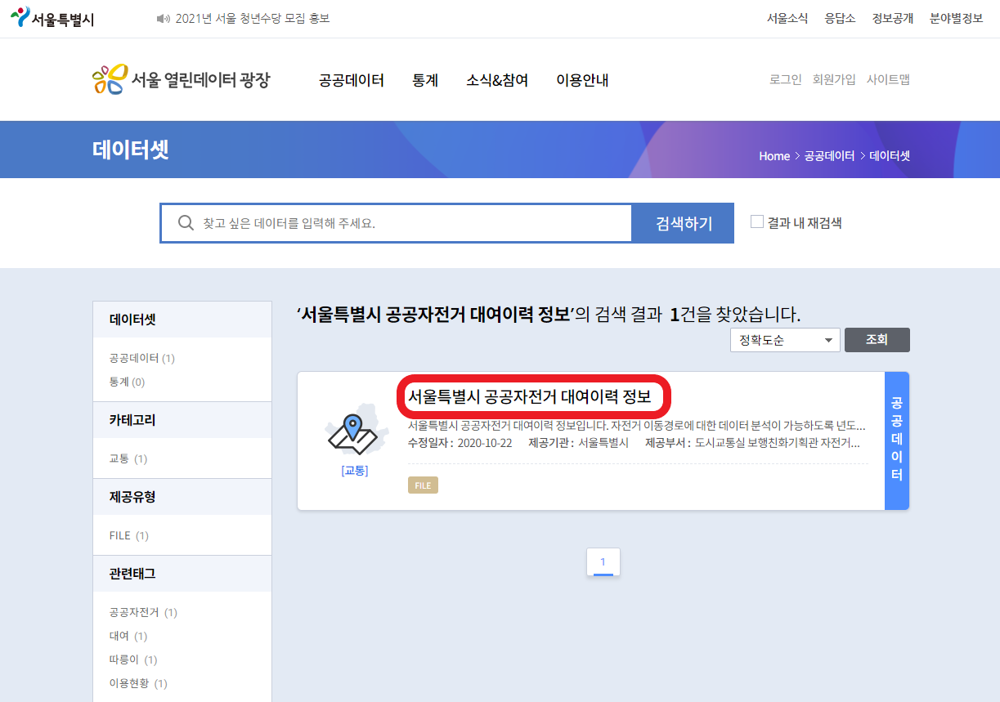 서울특별시
2021년 서울 청년수당 모집 홍보
서울소식 응답소 정보공개 분야별정보
서울 열린데이터 광장
공공데이터 통계 소식&참여 이용안내
로그인 회원가입 사이트맵
데이터셋
Home > 공공데이터 > 데이터셋
찾고 싶은 데이터를 입력해 주세요.
검색하기
결과 내 재검색
데이터셋
공공데이터 (1)
통계 (0)
카테고리
교통 (1)
제공유형
FILE (1)
관련태그
공공자전거 (1)
대여 (1)
따릉이 (1)
이용현황 (1)
‘서울특별시 공공자전거 대여이력 정보’의 검색 결과 1건을 찾았습니다.
정확도순
조회
서울특별시 공공자전거 대여이력 정보
서울특별시 공공자전거 대여이력 정보입니다. 자전거 이동경로에 대한 데이터 분석이 가능하도록 년도...
수정일자 : 2020-10-22 제공기관 : 서울특별시 제공부서 : 도시교통실 보행친화기획관 자전거...
[교통]
FILE
공공데이터
1